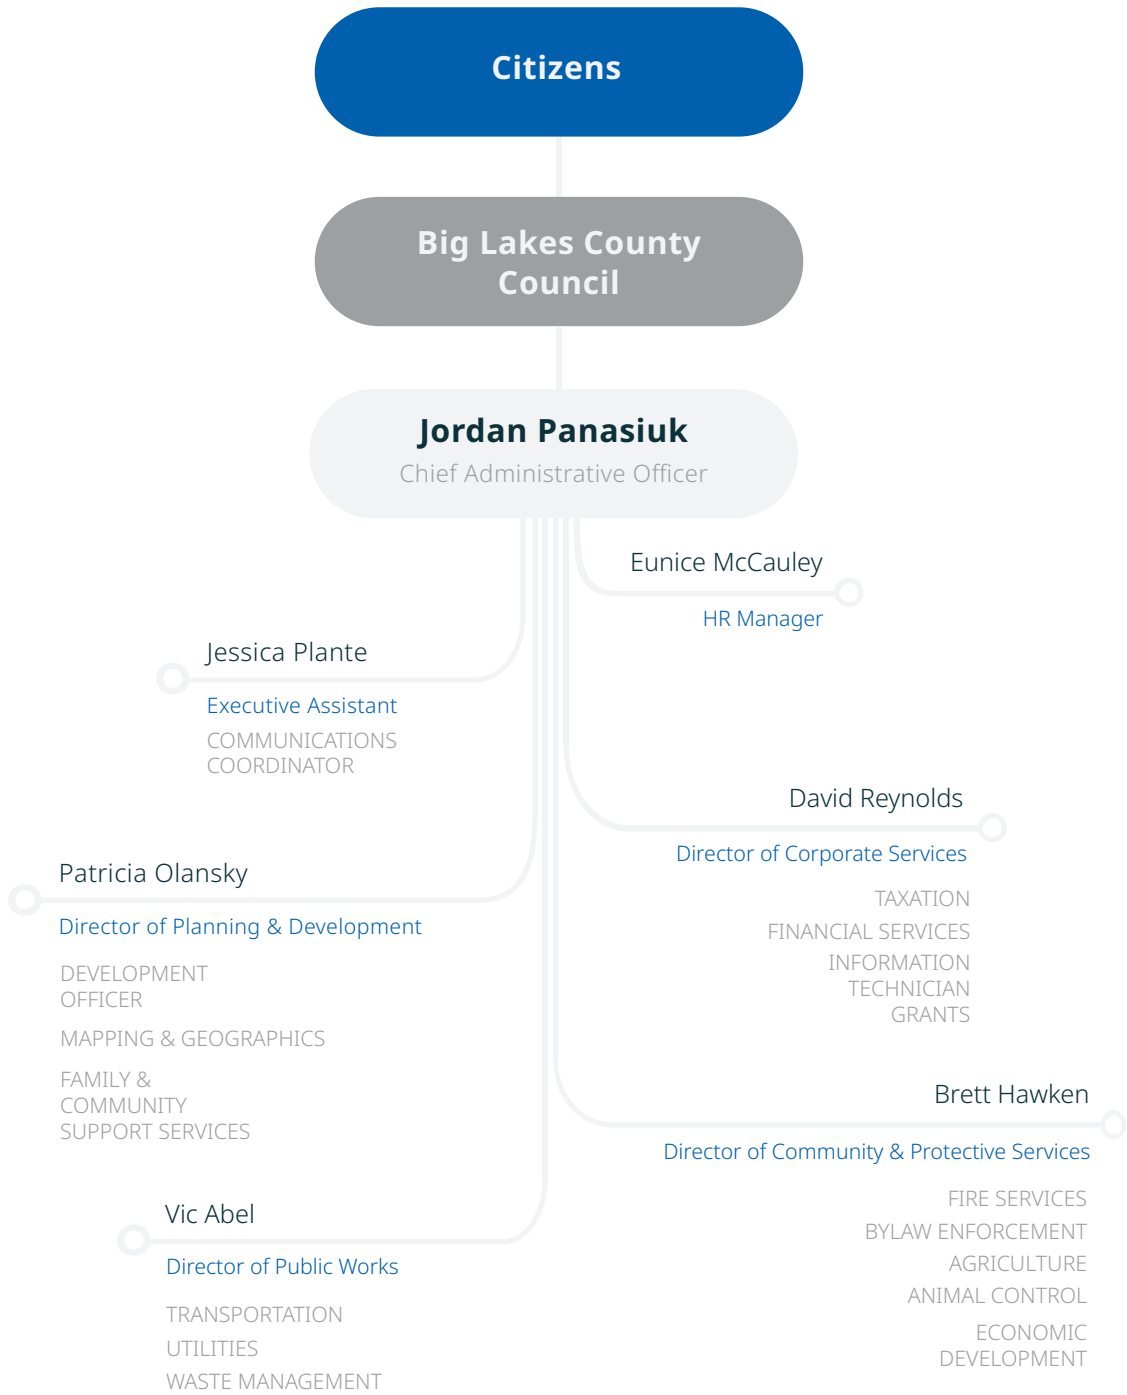 Citizens
Big Lakes County
Council
Jordan Panasiuk
Chief Administrative Officer
Eunice McCauley
HR Manager
Jessica Plante
Executive Assistant
COMMUNICATIONS
COORDINATOR
David Reynolds
Director of Corporate Services
TAXATION
FINANCIAL SERVICES
INFORMATION
TECHNICIAN
GRANTS
Patricia Olansky
Director of Planning & Development
DEVELOPMENT
OFFICER
MAPPING & GEOGRAPHICS
FAMILY &
COMMUNITY
SUPPORT SERVICES
Brett Hawken
Director of Community & Protective Services
FIRE SERVICES
BYLAW ENFORCEMENT
AGRICULTURE
ANIMAL CONTROL
ECONOMIC
DEVELOPMENT
Vic Abel
Director of Public Works
TRANSPORTATION
UTILITIES
WASTE MANAGEMENT